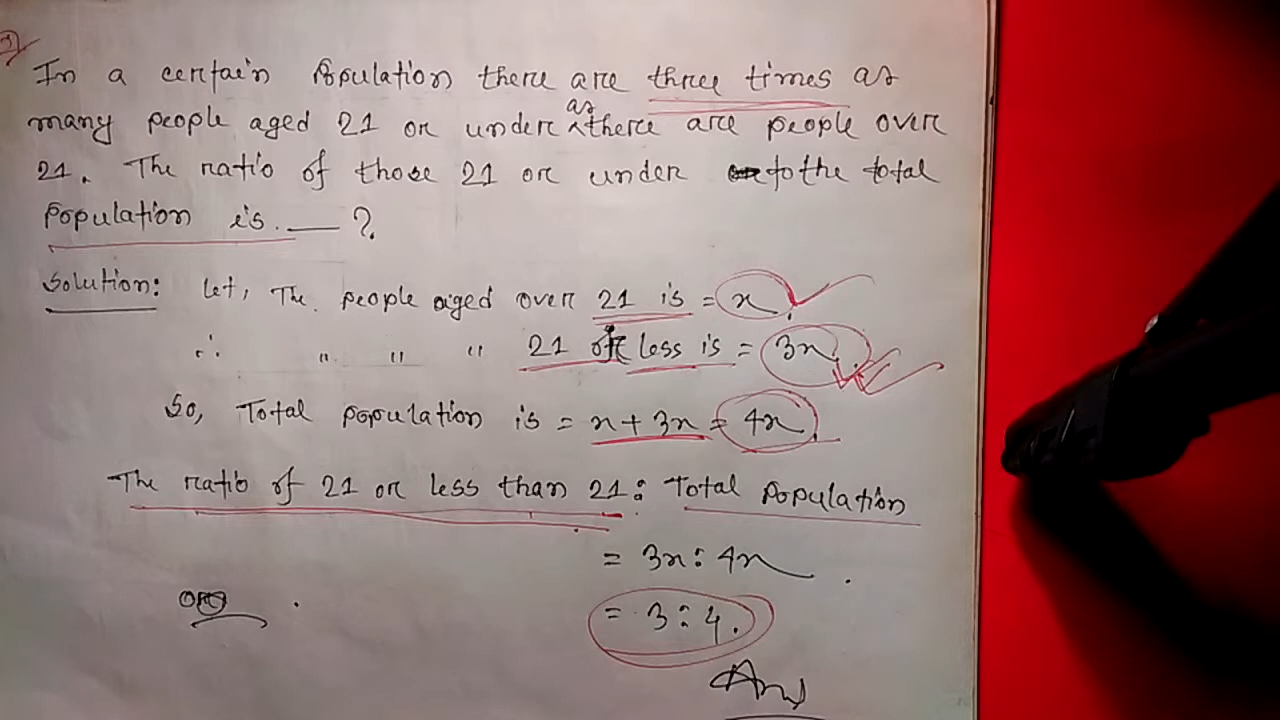 3)
In a certain Population there are three times as
as
many people aged 21 or under ^ there are people over
21. The ratio of those 21 or under to the total
Population is. __ ?
Solution: Let, The people aged over 21 is = x.
∴ " " " 21 or less is = 3x.
So, Total population is = x + 3x = 4x.
The ratio of 21 or less than 21 : Total Population
= 3x : 4x
or
= 3 : 4.
Ans